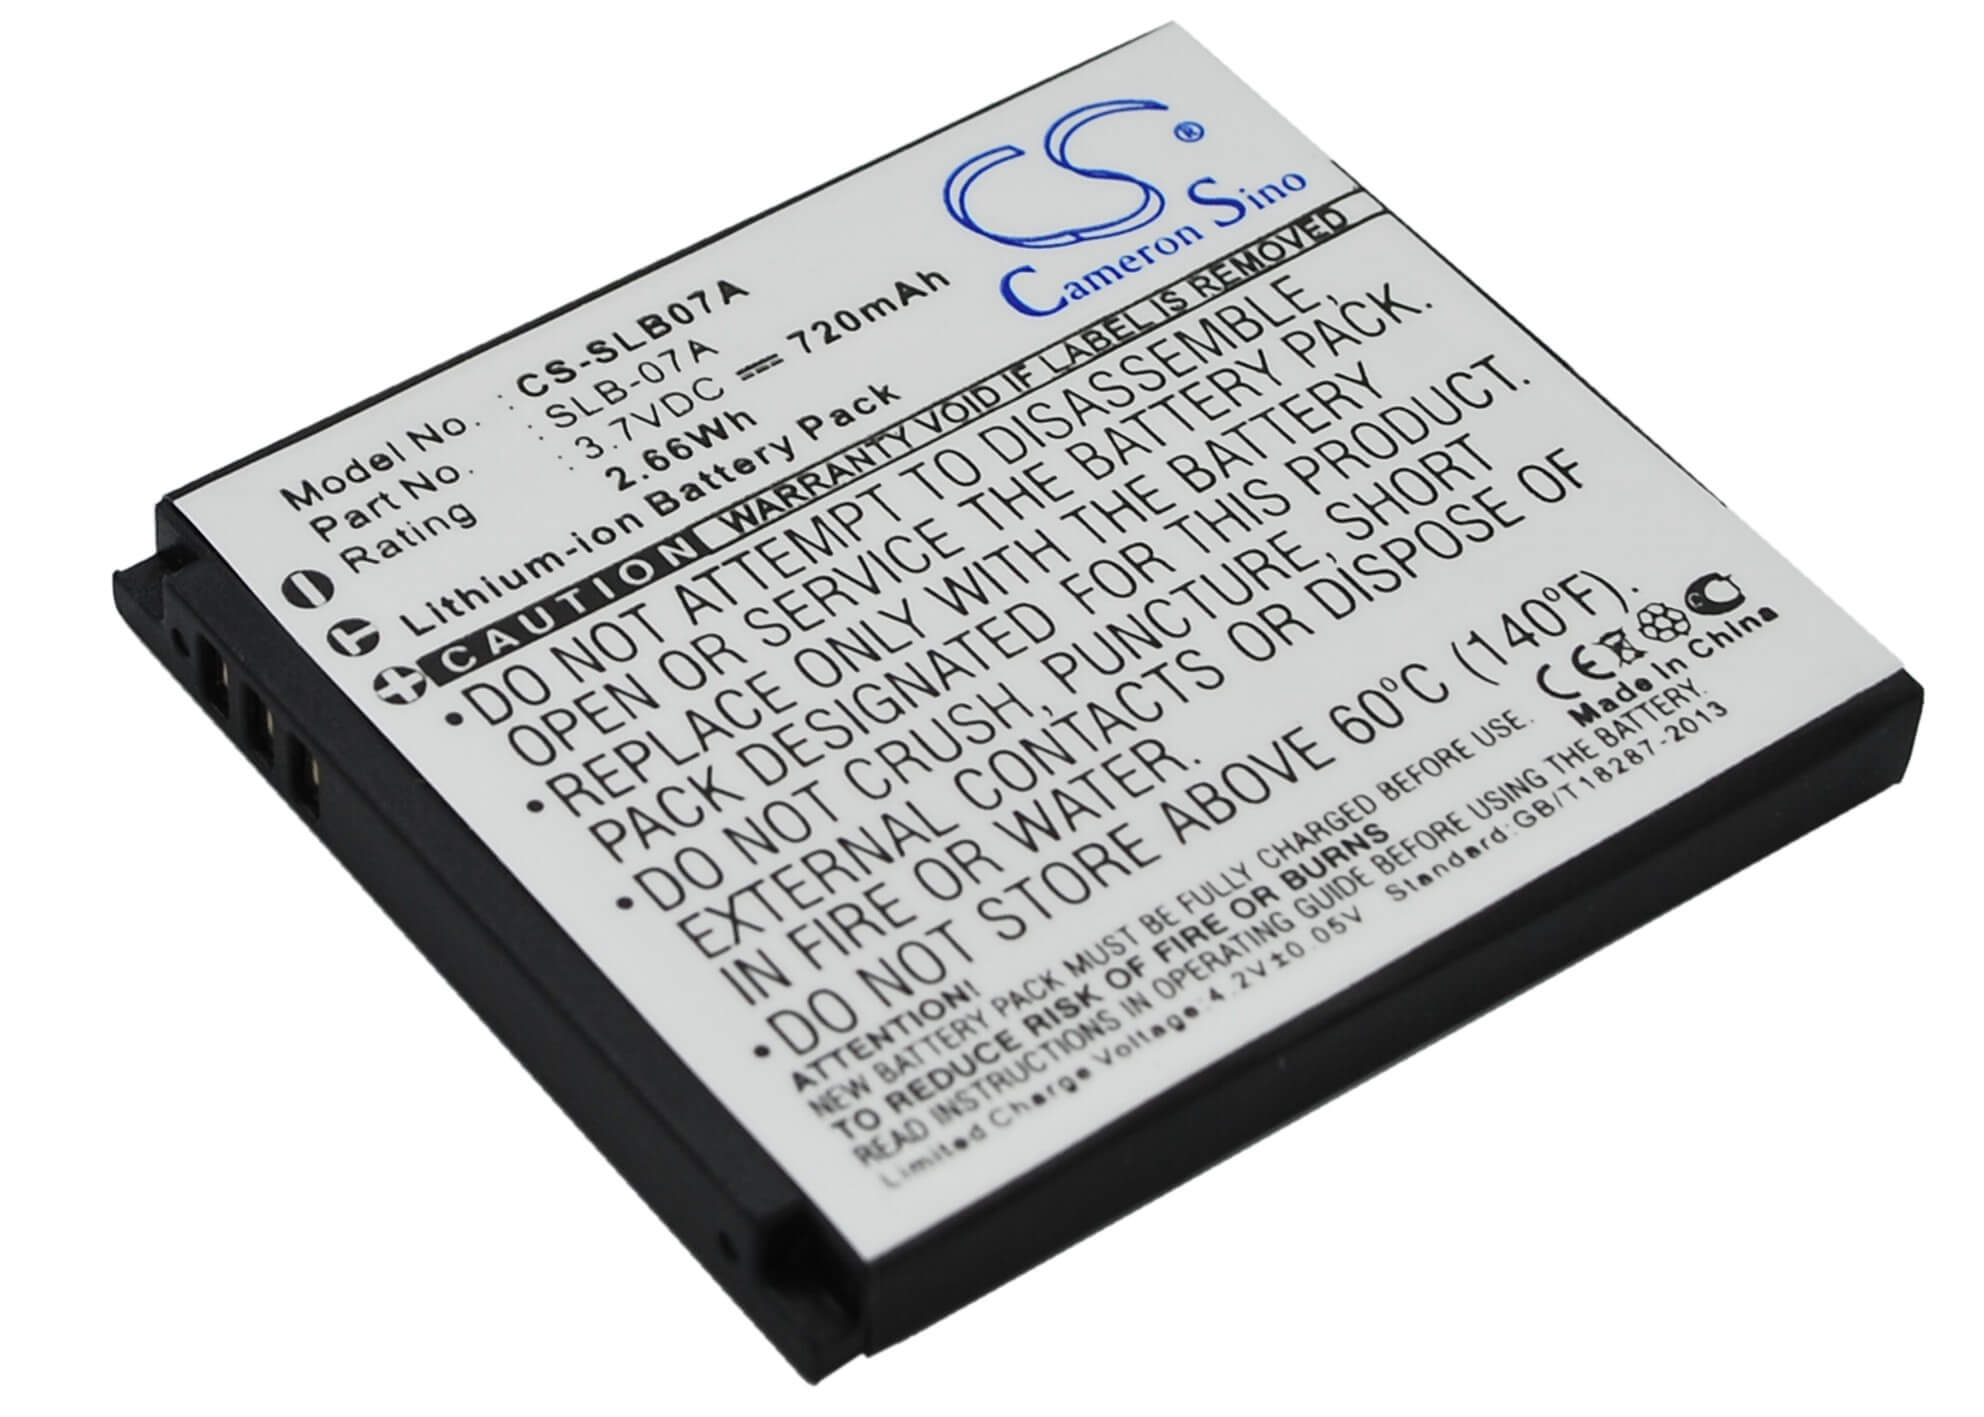 CS®
Cameron Sino
Model No. : CS-SLB07A
Part No. : SLB-07A
Rating : 3.7VDC 720mAh
2.66Wh
Lithium-ion Battery Pack
CAUTION WARRANTY VOID IF LABEL IS REMOVED
•DO NOT ATTEMPT TO DISASSEMBLE,
OPEN OR SERVICE THE BATTERY PACK.
•REPLACE ONLY WITH THE BATTERY
PACK DESIGNATED FOR THIS PRODUCT.
•DO NOT CRUSH, PUNCTURE, SHORT
EXTERNAL CONTACTS OR DISPOSE OF
IN FIRE OR WATER.
•DO NOT STORE ABOVE 60°C (140°F).
CE
Made In China
ATTENTION!
NEW BATTERY PACK MUST BE FULLY CHARGED BEFORE USE.
TO REDUCE RISK OF FIRE OR BURNS
READ INSTRUCTIONS IN OPERATING GUIDE BEFORE USING THE BATTERY.
Limited Charge Voltage:4.2V±0.05V Standard:GB/T18287-2013